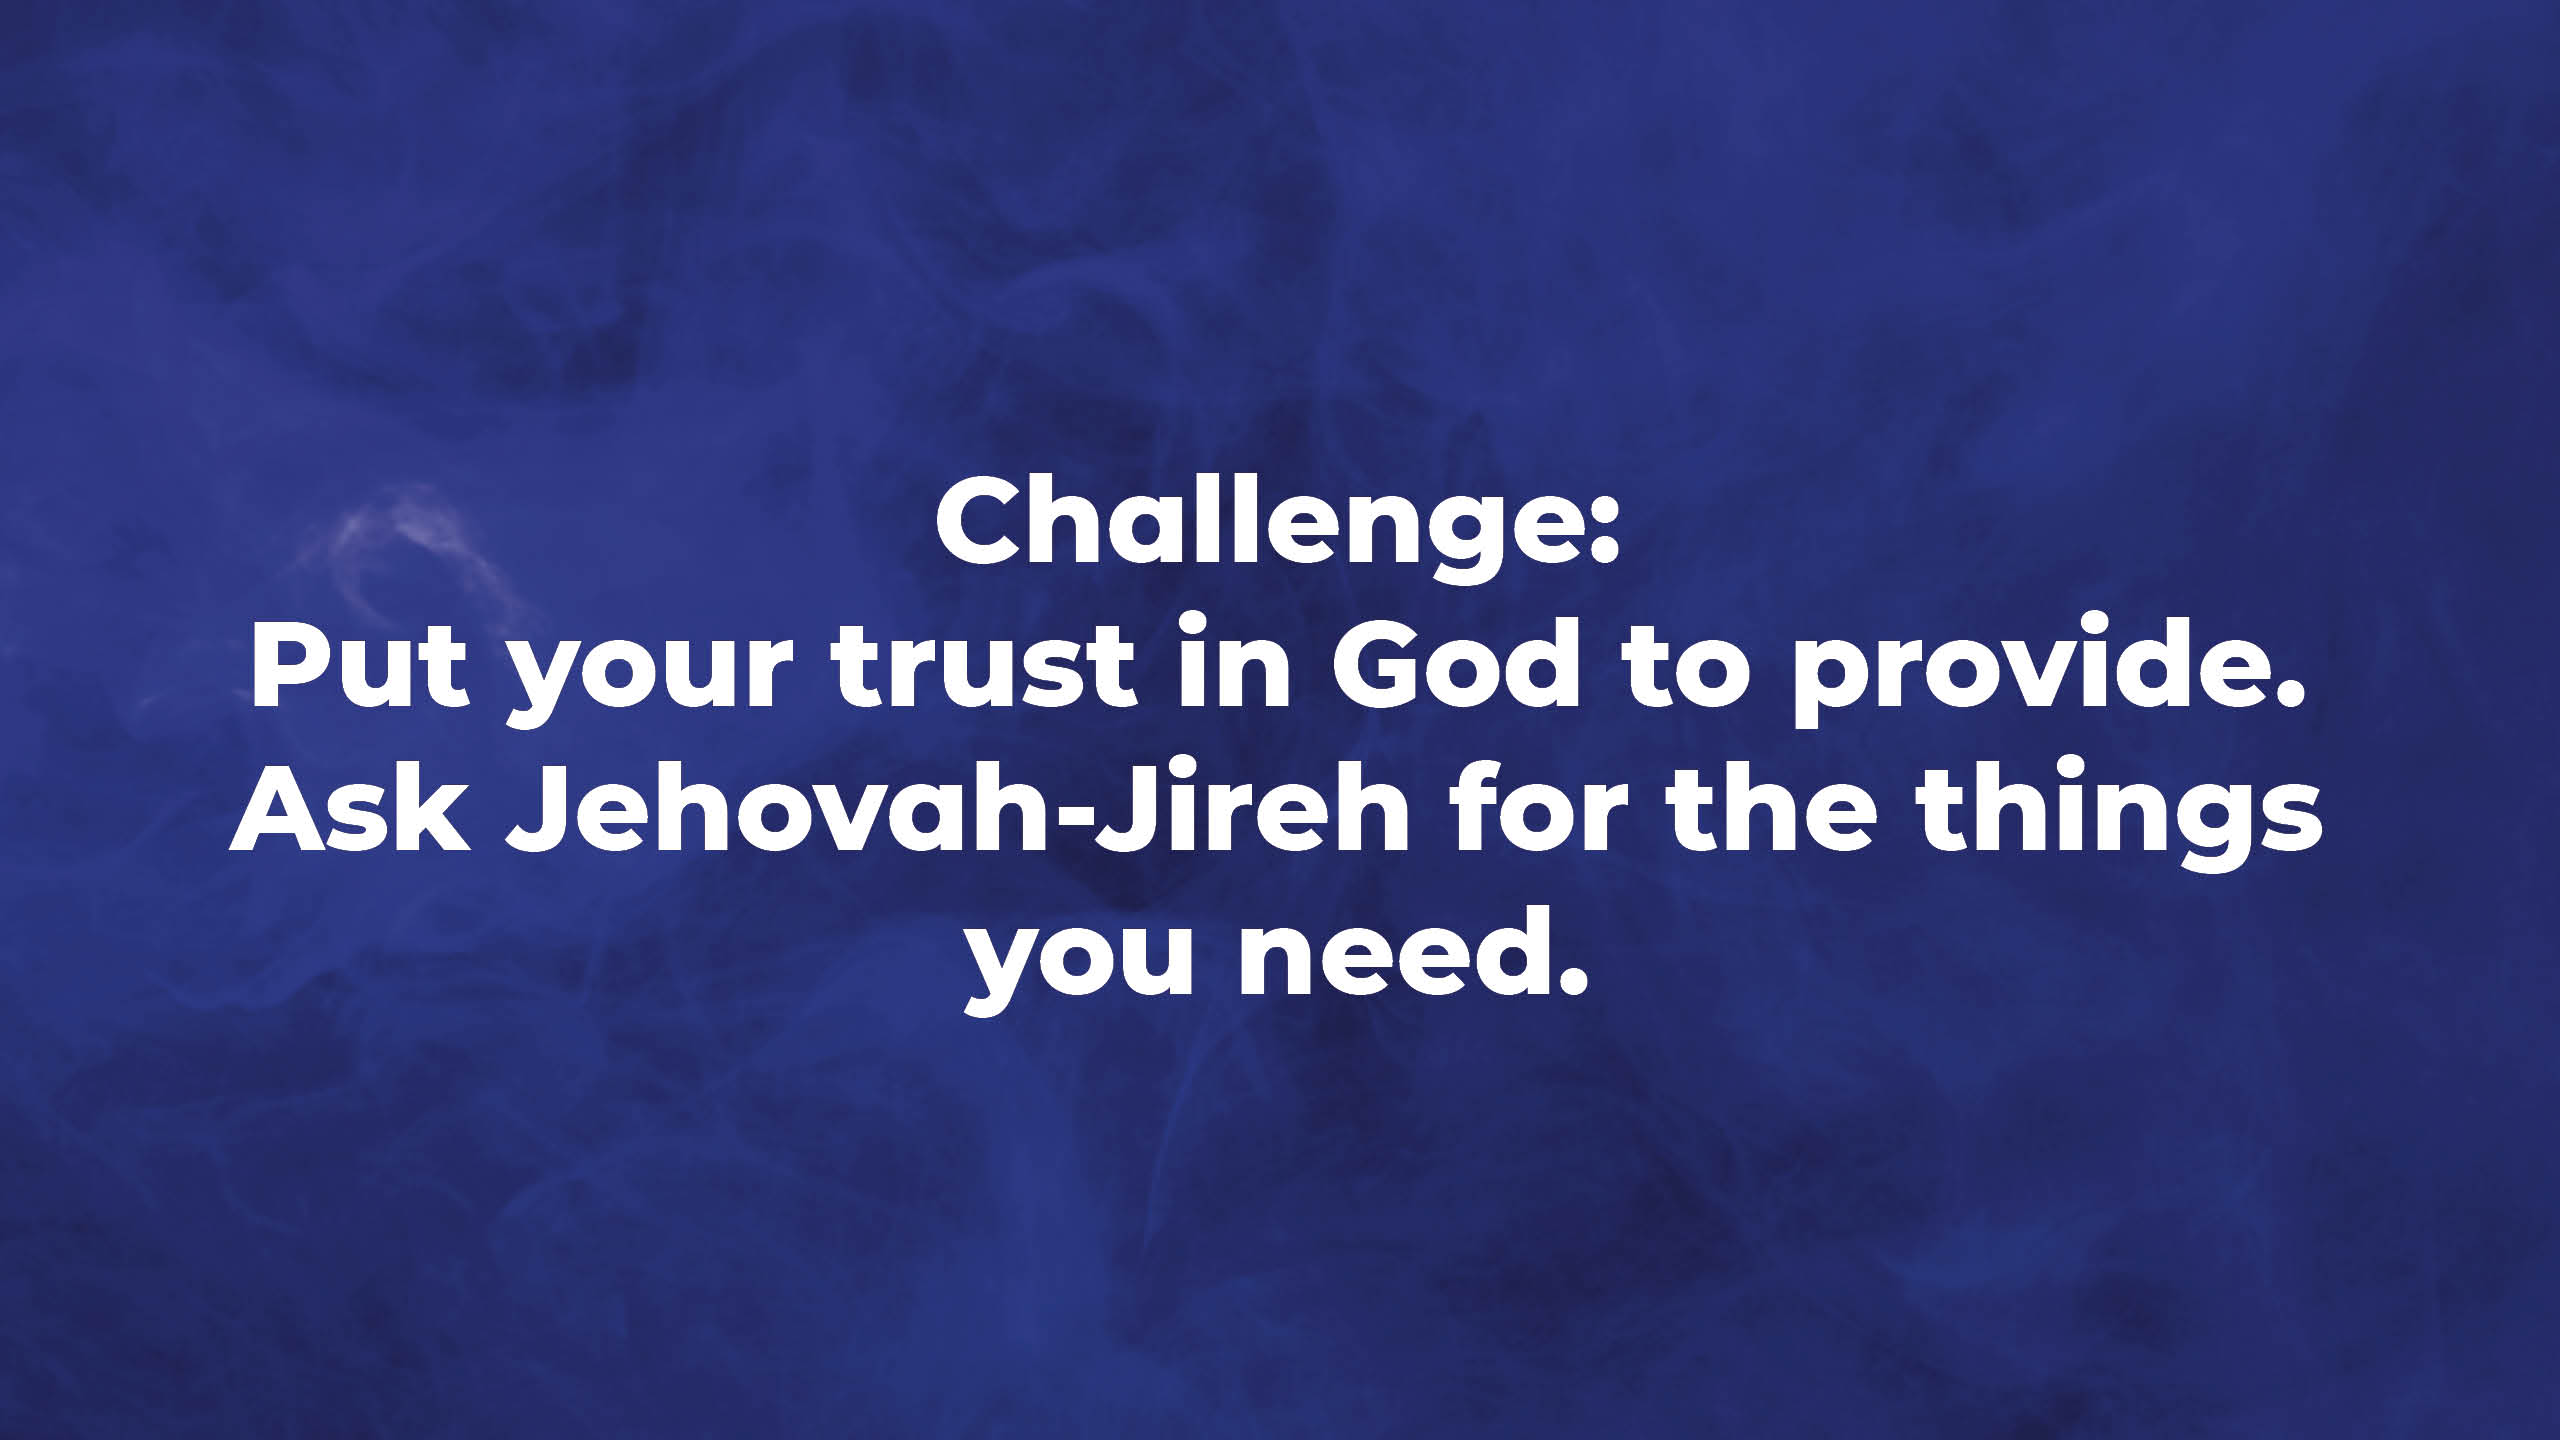 Challenge:
Put your trust in God to provide.
Ask Jehovah-Jireh for the things
you need.